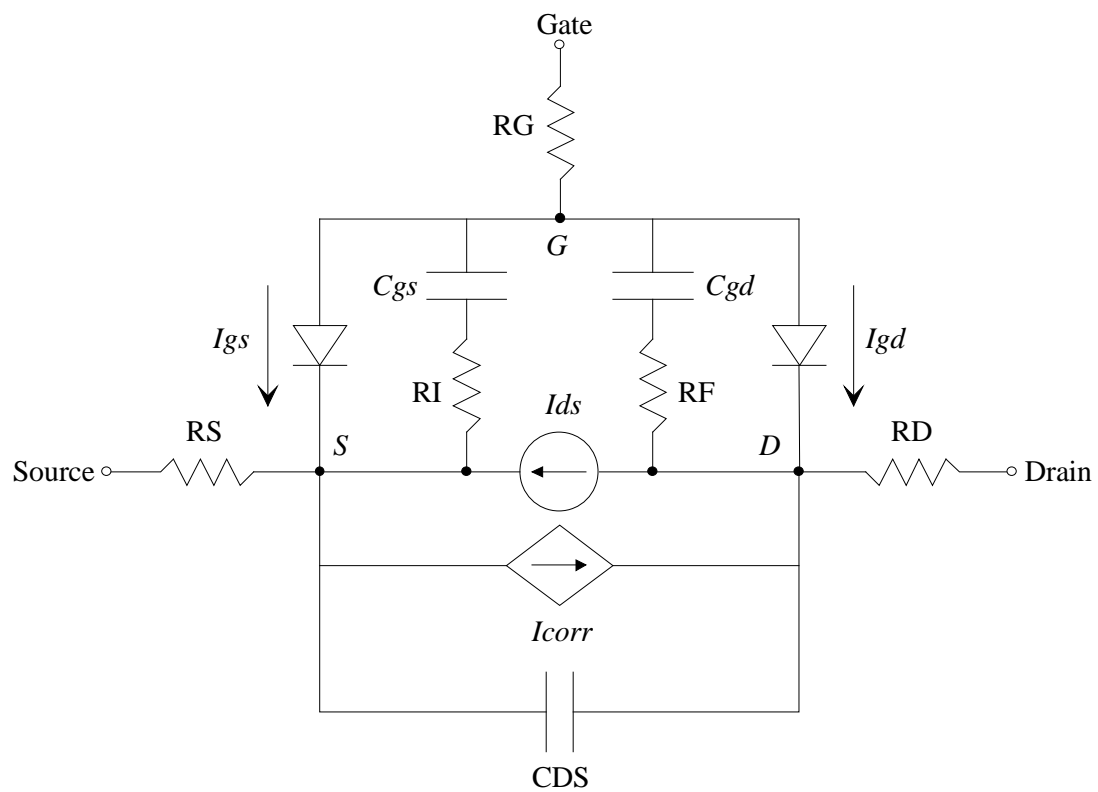 Gate
RG
G
Cgs
Cgd
Igs
Igd
RI
Ids
RF
RS
S
D
RD
Source
Drain
Icorr
CDS